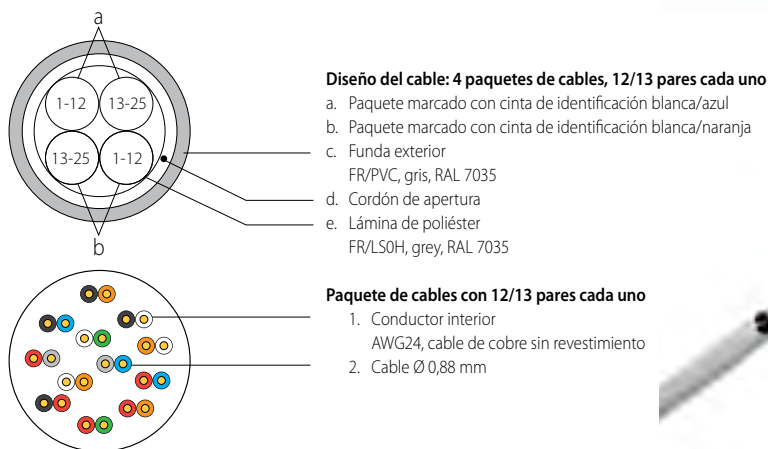 a
1-12
13-25
13-25
1-12
b
Diseño del cable: 4 paquetes de cables, 12/13 pares cada uno
a. Paquete marcado con cinta de identificación blanca/azul
b. Paquete marcado con cinta de identificación blanca/naranja
c. Funda exterior
FR/PVC, gris, RAL 7035
d. Cordón de apertura
e. Lámina de poliéster
FR/LS0H, grey, RAL 7035
Paquete de cables con 12/13 pares cada uno
1. Conductor interior
AWG24, cable de cobre sin revestimiento
2. Cable Ø 0,88 mm